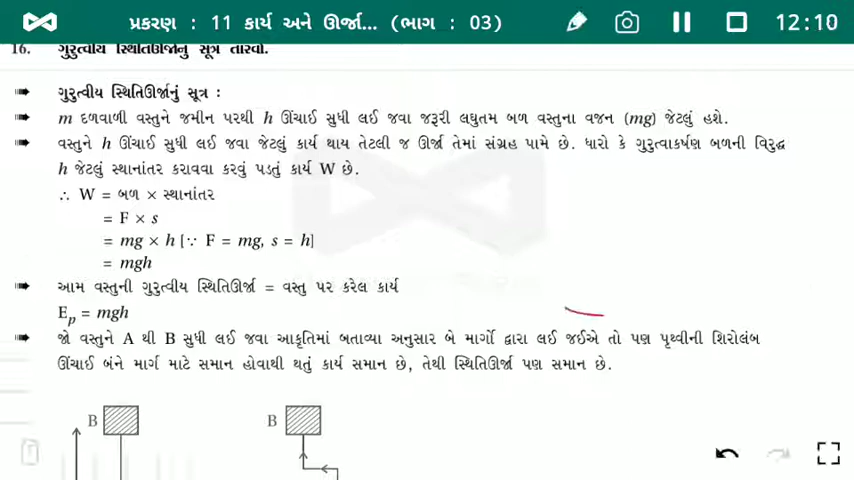 પ્રકરણ : 11 કાર્ય અને ઊર્જા... (ભાગ : 03)
12:10
16. ગુરુત્વીય સ્થિતિઊર્જાનું સૂત્ર તારવો.
ગુરુત્વીય સ્થિતિઊર્જાનું સૂત્ર :
m દળવાળી વસ્તુને જમીન પરથી h ઊંચાઈ સુધી લઈ જવા જરૂરી લઘુતમ બળ વસ્તુના વજન (mg) જેટલું હશે.
વસ્તુને h ઊંચાઈ સુધી લઈ જવા જેટલું કાર્ય થાય તેટલી જ ઊર્જા તેમાં સંગ્રહ પામે છે. ધારો કે ગુરુત્વાકર્ષણ બળની વિરુદ્ધ
h જેટલું સ્થાનાંતર કરાવવા કરવું પડતું કાર્ય W છે.
∴ W = બળ × સ્થાનાંતર
= F × s
= mg × h [∵ F = mg, s = h]
= mgh
આમ વસ્તુની ગુરુત્વીય સ્થિતિઊર્જા = વસ્તુ પર કરેલ કાર્ય
Eₚ = mgh
જો વસ્તુને A થી B સુધી લઈ જવા આકૃતિમાં બતાવ્યા અનુસાર બે માર્ગો દ્વારા લઈ જઈએ તો પણ પૃથ્વીની શિરોલંબ
ઊંચાઈ બંને માર્ગ માટે સમાન હોવાથી થતું કાર્ય સમાન છે, તેથી સ્થિતિઊર્જા પણ સમાન છે.
B
B